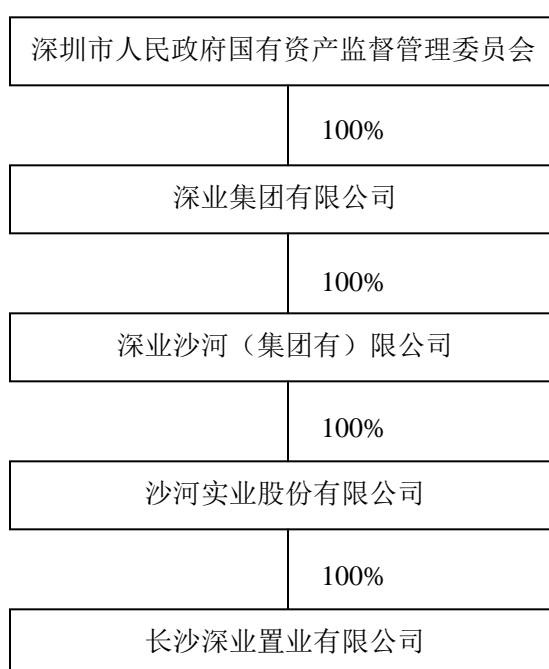 深圳市人民政府国有资产监督管理委员会
100%
深业集团有限公司
100%
深业沙河（集团有）限公司
100%
沙河实业股份有限公司
100%
长沙深业置业有限公司